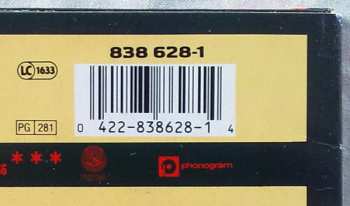 838 628-1
LC 1633
PG 281
0 422-838628-1 4
***
phonogram